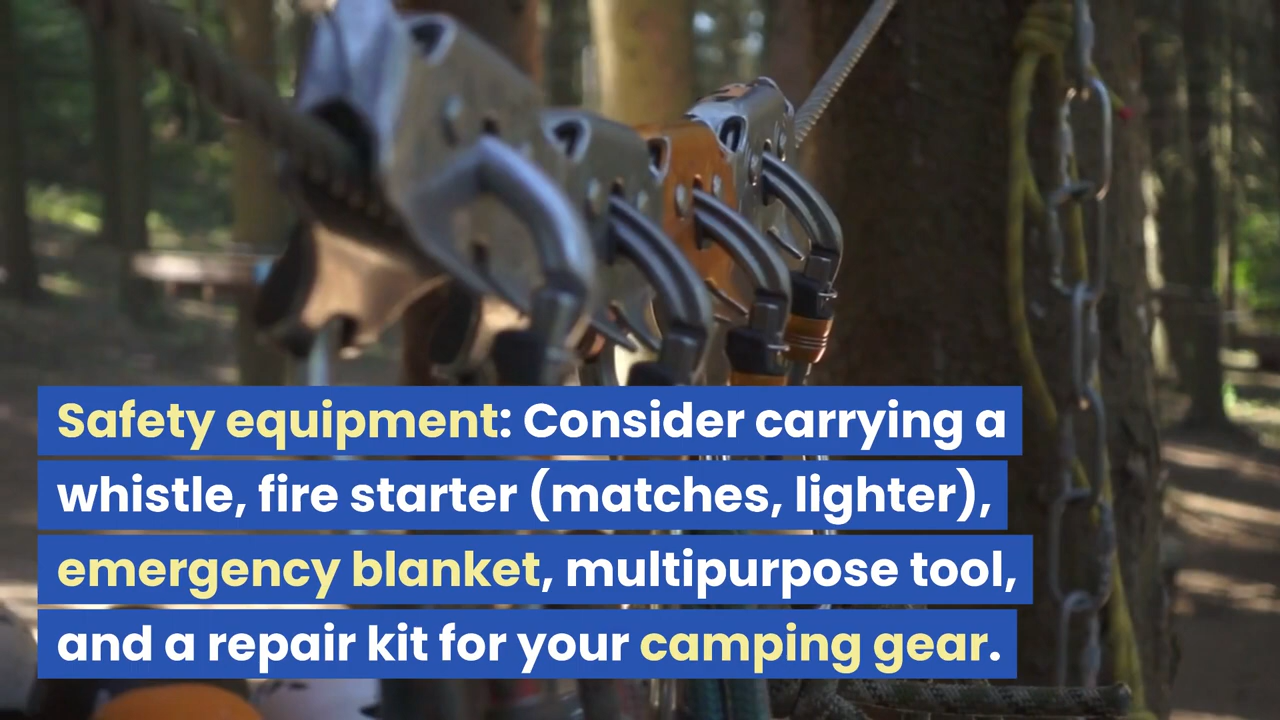 Safety equipment: Consider carrying a
whistle, fire starter (matches, lighter),
emergency blanket, multipurpose tool,
and a repair kit for your camping gear.